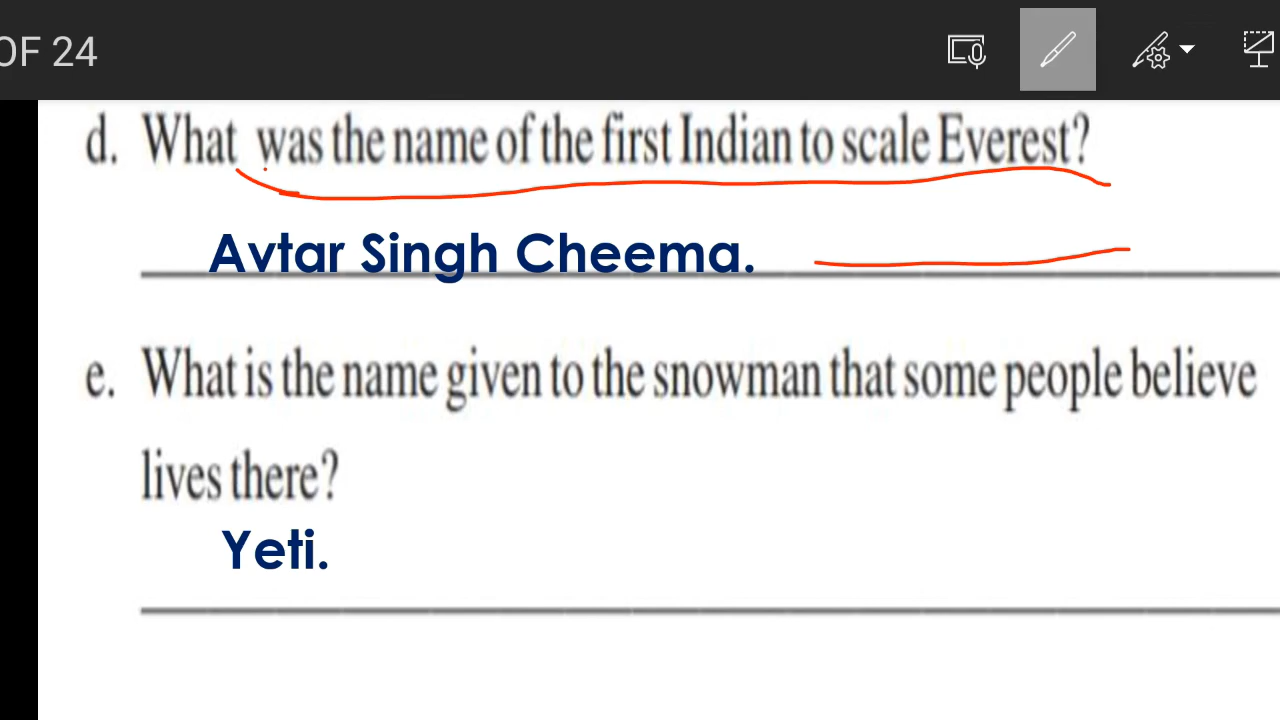 OF 24
d. What was the name of the first Indian to scale Everest?
Avtar Singh Cheema.
e. What is the name given to the snowman that some people believe
lives there?
Yeti.